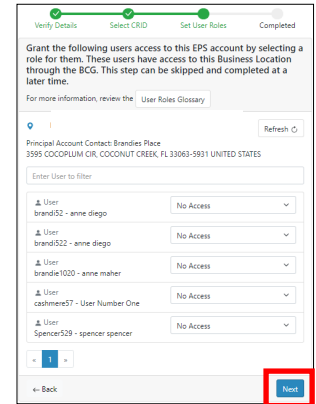 Verify Details Select CRID Set User Roles Completed
Grant the following users access to this EPS account by selecting a
role for them. These users have access to this Business Location
through the BCG. This step can be skipped and completed at a
later time.
For more information, review the User Roles Glossary
Refresh
Principal Account Contact: Brandies Place
3595 COCOPLUM CIR, COCONUT CREEK, FL 33063-5931 UNITED STATES
Enter User to filter
User
brandi52 - anne diego
No Access
User
brandi522 - anne diego
No Access
User
brandie1020 - anne maher
No Access
User
cashmere57 - User Number One
No Access
User
Spencer529 - spencer spencer
No Access
« 1 »
← Back Next